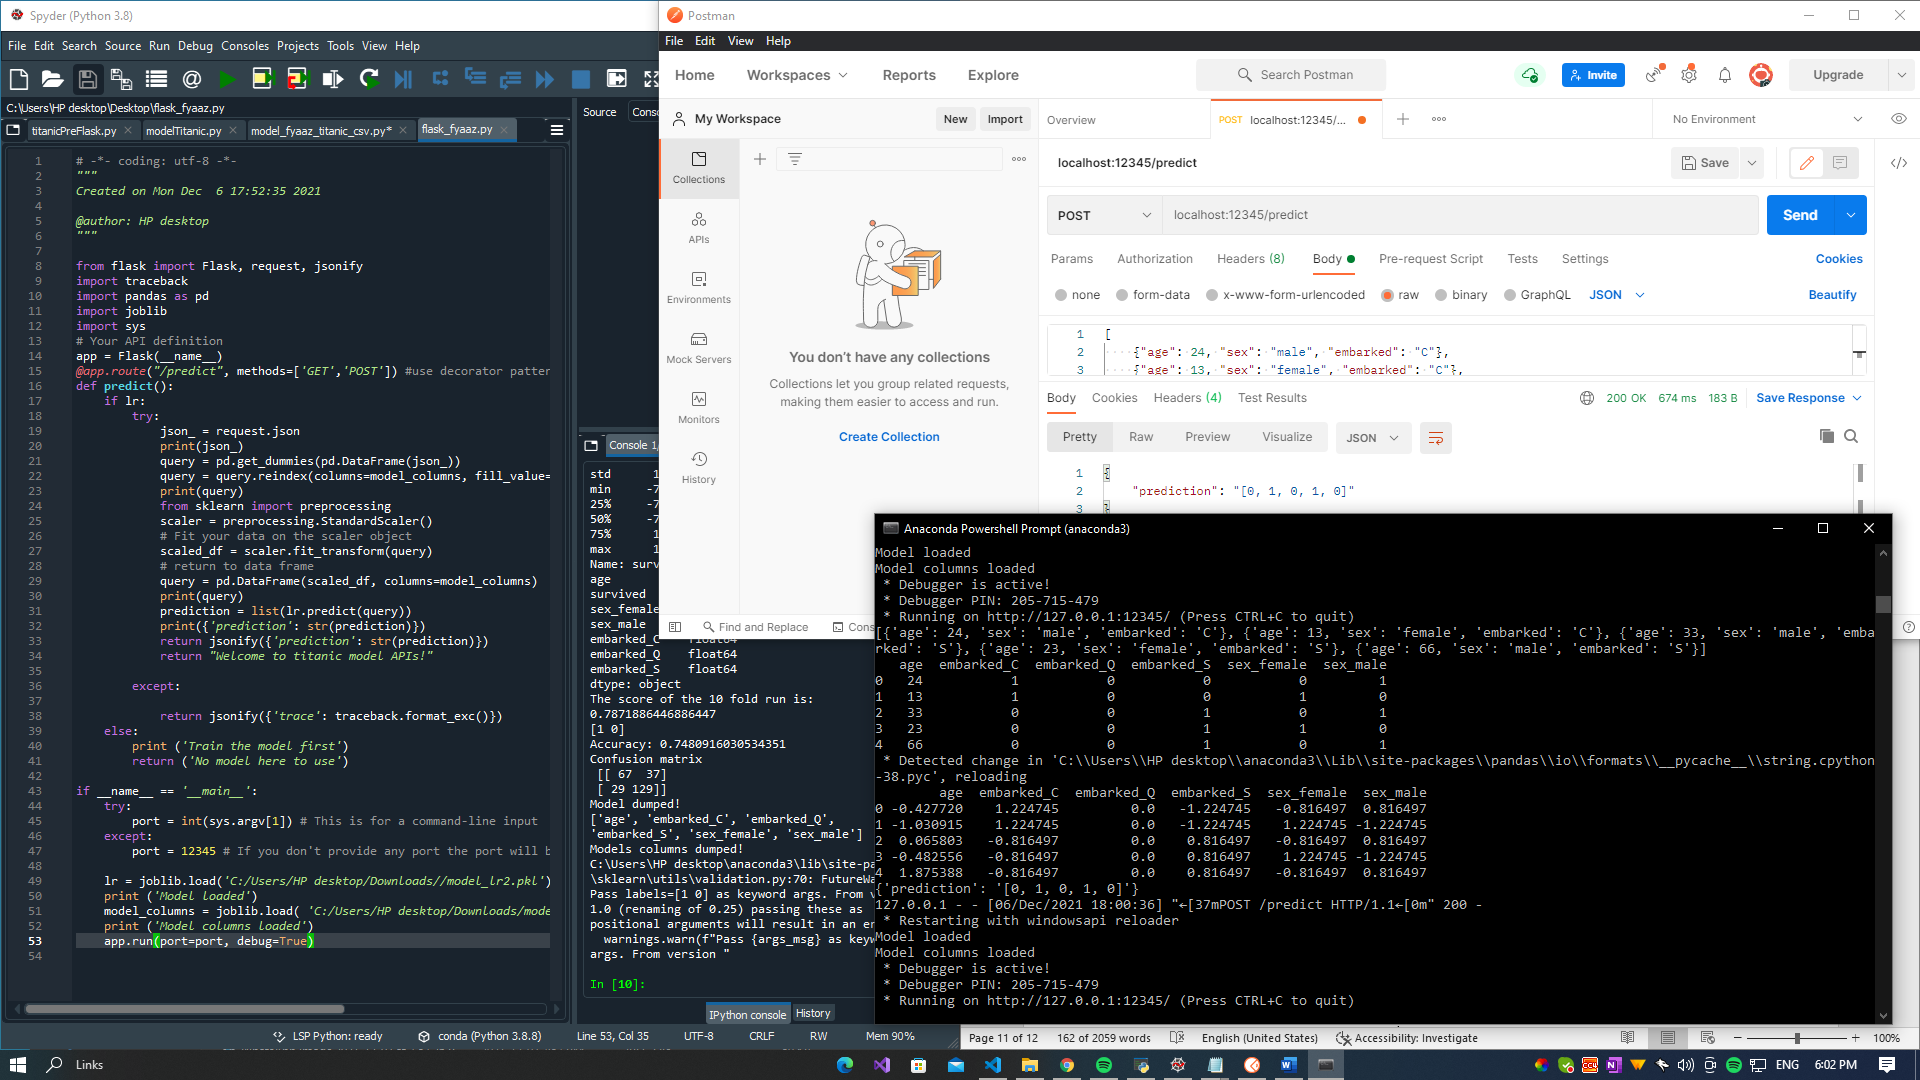 Spyder (Python 3.8)
File Edit Search Source Run Debug Consoles Projects Tools View Help
C:\Users\HP desktop\Desktop\flask_fyaaz.py
titanicPreFlask.py modelTitanic.py model_fyaaz_titanic_csv.py* flask_fyaaz.py
1 # -*- coding: utf-8 -*-
2 """
3 Created on Mon Dec  6 17:52:35 2021
4
5 @author: HP desktop
6 """
7
8 from flask import Flask, request, jsonify
9 import traceback
10 import pandas as pd
11 import joblib
12 import sys
13 # Your API definition
14 app = Flask(__name__)
15 @app.route("/predict", methods=['GET','POST']) #use decorator patter
16 def predict():
17     if lr:
18         try:
19             json_ = request.json
20             print(json_)
21             query = pd.get_dummies(pd.DataFrame(json_))
22             query = query.reindex(columns=model_columns, fill_value=
23             print(query)
24             from sklearn import preprocessing
25             scaler = preprocessing.StandardScaler()
26             # Fit your data on the scaler object
27             scaled_df = scaler.fit_transform(query)
28             # return to data frame
29             query = pd.DataFrame(scaled_df, columns=model_columns)
30             print(query)
31             prediction = list(lr.predict(query))
32             print({'prediction': str(prediction)})
33             return jsonify({'prediction': str(prediction)})
34             return "Welcome to titanic model APIs!"
35
36         except:
37
38             return jsonify({'trace': traceback.format_exc()})
39     else:
40         print ('Train the model first')
41         return ('No model here to use')
42
43 if __name__ == '__main__':
44     try:
45         port = int(sys.argv[1]) # This is for a command-line input
46     except:
47         port = 12345 # If you don't provide any port the port will b
48
49     lr = joblib.load('C:/Users/HP desktop/Downloads//model_lr2.pkl')
50     print ('Model loaded')
51     model_columns = joblib.load( 'C:/Users/HP desktop/Downloads/mode
52     print ('Model columns loaded')
53     app.run(port=port, debug=True)
54
Source Conso
Console 1/
std 1
min -7
25% -7
50% -7
75% 1
max 1
Name: surv
age
survived
sex_female
sex_male
embarked_C float64
embarked_Q float64
embarked_S float64
dtype: object
The score of the 10 fold run is:
0.7871886446886447
[1 0]
Accuracy: 0.7480916030534351
Confusion matrix
[[ 67  37]
[ 29 129]]
Model dumped!
['age', 'embarked_C', 'embarked_Q',
'embarked_S', 'sex_female', 'sex_male']
Models columns dumped!
C:\Users\HP desktop\anaconda3\lib\site-pa
\sklearn\utils\validation.py:70: FutureWa
Pass labels=[1 0] as keyword args. From v
1.0 (renaming of 0.25) passing these as
positional arguments will result in an er
warnings.warn(f"Pass {args_msg} as keyw
args. From version "
In [10]:
IPython console History
LSP Python: ready conda (Python 3.8.8) Line 53, Col 35 UTF-8 CRLF RW Mem 90%
Postman
File Edit View Help
Home Workspaces Reports Explore Search Postman Invite Upgrade
My Workspace New Import
Overview POST localhost:12345/... No Environment
Collections
APIs
Environments
Mock Servers
Monitors
History
You don't have any collections
Collections let you group related requests,
making them easier to access and run.
Create Collection
Find and Replace Cons
localhost:12345/predict Save
POST localhost:12345/predict Send
Params Authorization Headers (8) Body Pre-request Script Tests Settings Cookies
none form-data x-www-form-urlencoded raw binary GraphQL JSON Beautify
1 [
2 {"age": 24, "sex": "male", "embarked": "C"},
3 {"age": 13, "sex": "female", "embarked": "C"},
Body Cookies Headers (4) Test Results 200 OK 674 ms 183 B Save Response
Pretty Raw Preview Visualize JSON
1 {
2 "prediction": "[0, 1, 0, 1, 0]"
3 }
Anaconda Powershell Prompt (anaconda3)
Model loaded
Model columns loaded
* Debugger is active!
* Debugger PIN: 205-715-479
* Running on http://127.0.0.1:12345/ (Press CTRL+C to quit)
[{'age': 24, 'sex': 'male', 'embarked': 'C'}, {'age': 13, 'sex': 'female', 'embarked': 'C'}, {'age': 33, 'sex': 'male', 'emba
rked': 'S'}, {'age': 23, 'sex': 'female', 'embarked': 'S'}, {'age': 66, 'sex': 'male', 'embarked': 'S'}]
age  embarked_C  embarked_Q  embarked_S  sex_female  sex_male
0   24           1           0           0           0         1
1   13           1           0           0           1         0
2   33           0           0           1           0         1
3   23           0           0           1           1         0
4   66           0           0           1           0         1
* Detected change in 'C:\\Users\\HP desktop\\anaconda3\\Lib\\site-packages\\pandas\\io\\formats\\__pycache__\\string.cpython
-38.pyc', reloading
age  embarked_C  embarked_Q  embarked_S  sex_female  sex_male
0 -0.427720    1.224745         0.0   -1.224745   -0.816497  0.816497
1 -1.030915    1.224745         0.0   -1.224745    1.224745 -1.224745
2  0.065803   -0.816497         0.0    0.816497   -0.816497  0.816497
3 -0.482556   -0.816497         0.0    0.816497    1.224745 -1.224745
4  1.875388   -0.816497         0.0    0.816497   -0.816497  0.816497
{'prediction': '[0, 1, 0, 1, 0]'}
127.0.0.1 - - [06/Dec/2021 18:00:36] "←[37mPOST /predict HTTP/1.1←[0m" 200 -
* Restarting with windowsapi reloader
Model loaded
Model columns loaded
* Debugger is active!
* Debugger PIN: 205-715-479
* Running on http://127.0.0.1:12345/ (Press CTRL+C to quit)
Page 11 of 12 162 of 2059 words English (United States) Accessibility: Investigate 100%
Links ENG 6:02 PM